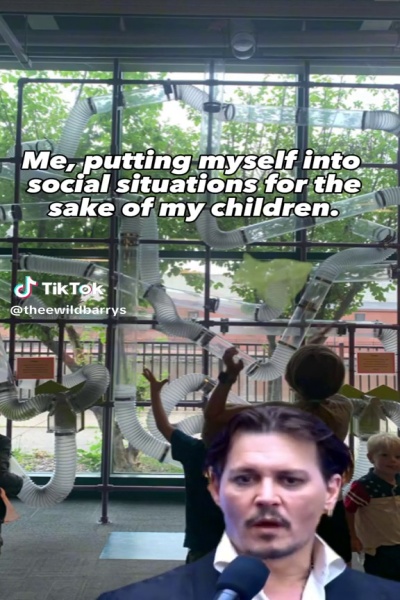 Me, putting myself into
social situations for the
sake of my children.
TikTok
@theewildbarrys